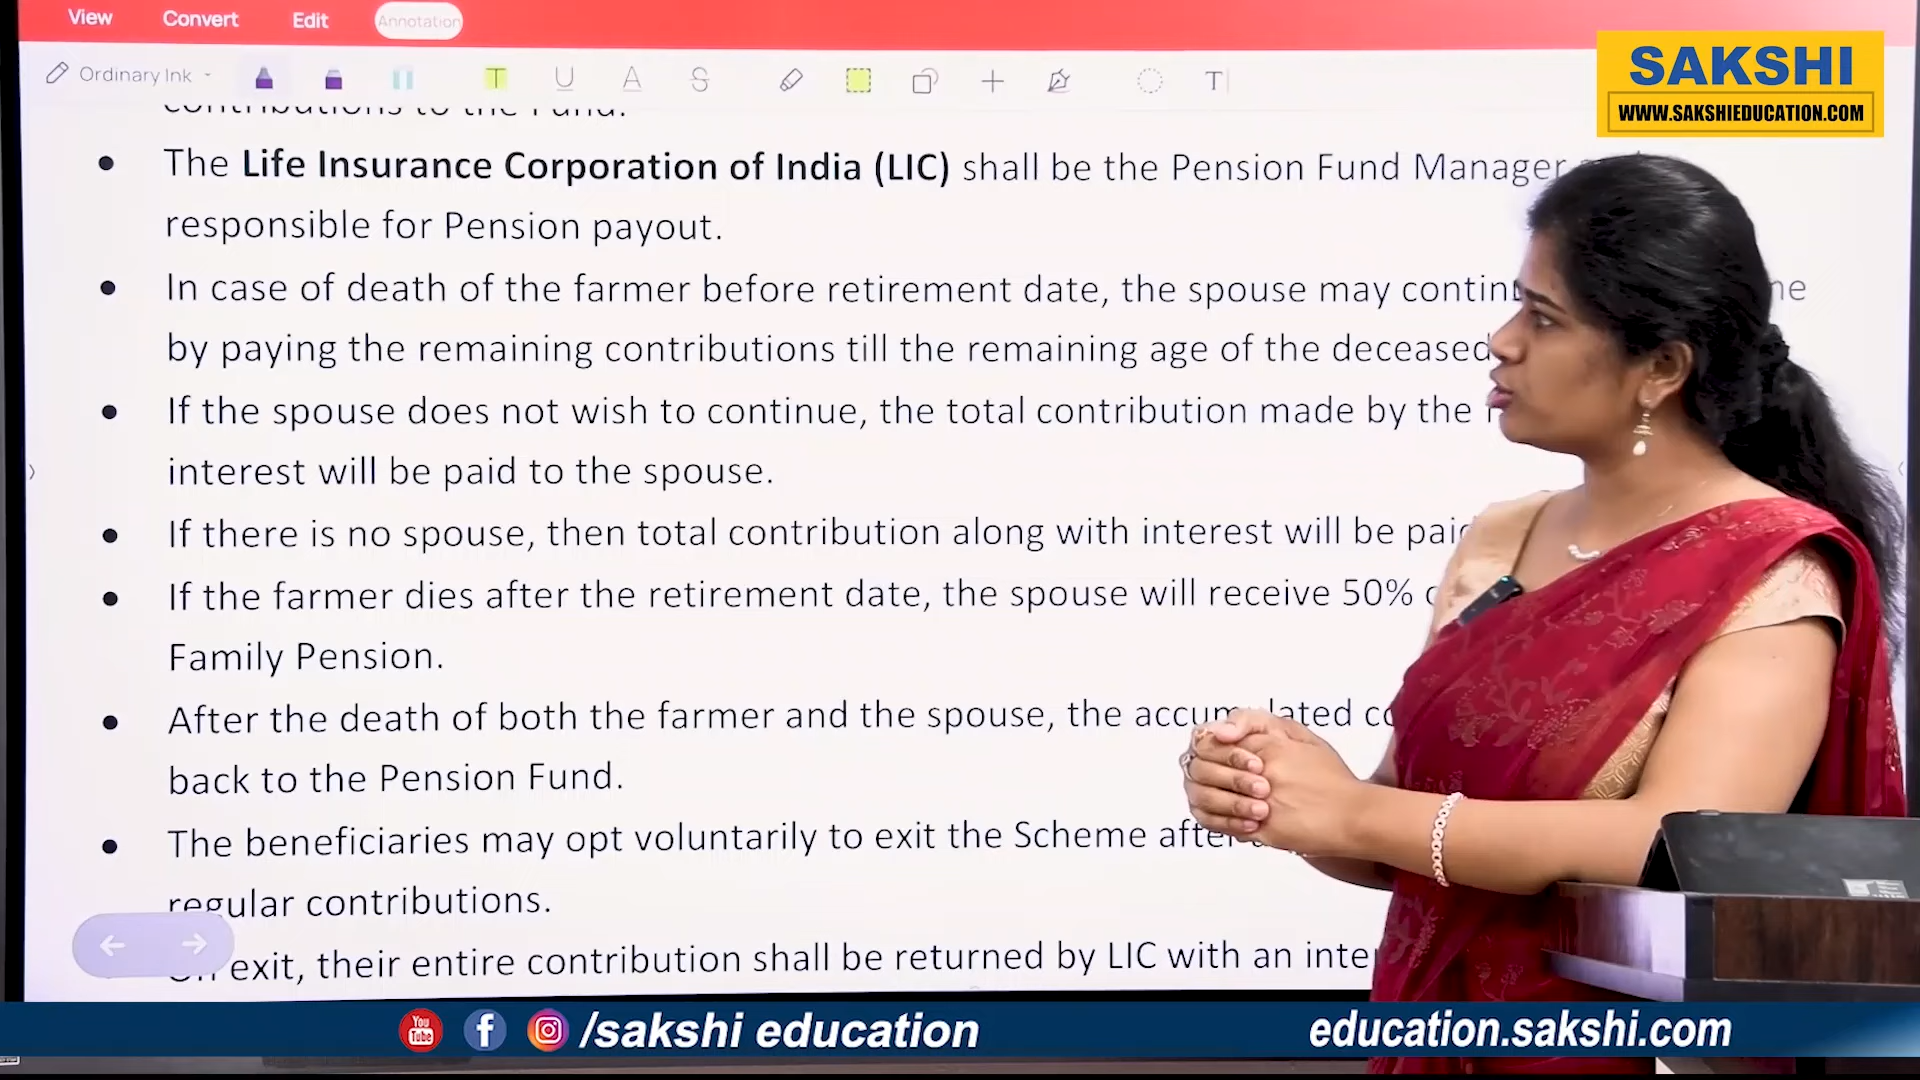 View Convert Edit Annotation
Ordinary Ink
SAKSHI
WWW.SAKSHIEDUCATION.COM
contributions to the Fund.
• The Life Insurance Corporation of India (LIC) shall be the Pension Fund Manager
responsible for Pension payout.
• In case of death of the farmer before retirement date, the spouse may
by paying the remaining contributions till the remaining age of the deceased
• If the spouse does not wish to continue, the total contribution made by the
interest will be paid to the spouse.
• If there is no spouse, then total contribution along with interest will be
• If the farmer dies after the retirement date, the spouse will receive 50%
Family Pension.
• After the death of both the farmer and the spouse, the accumulated
back to the Pension Fund.
• The beneficiaries may opt voluntarily to exit the Scheme after
regular contributions.
On exit, their entire contribution shall be returned by LIC with an
You Tube /sakshi education
education.sakshi.com